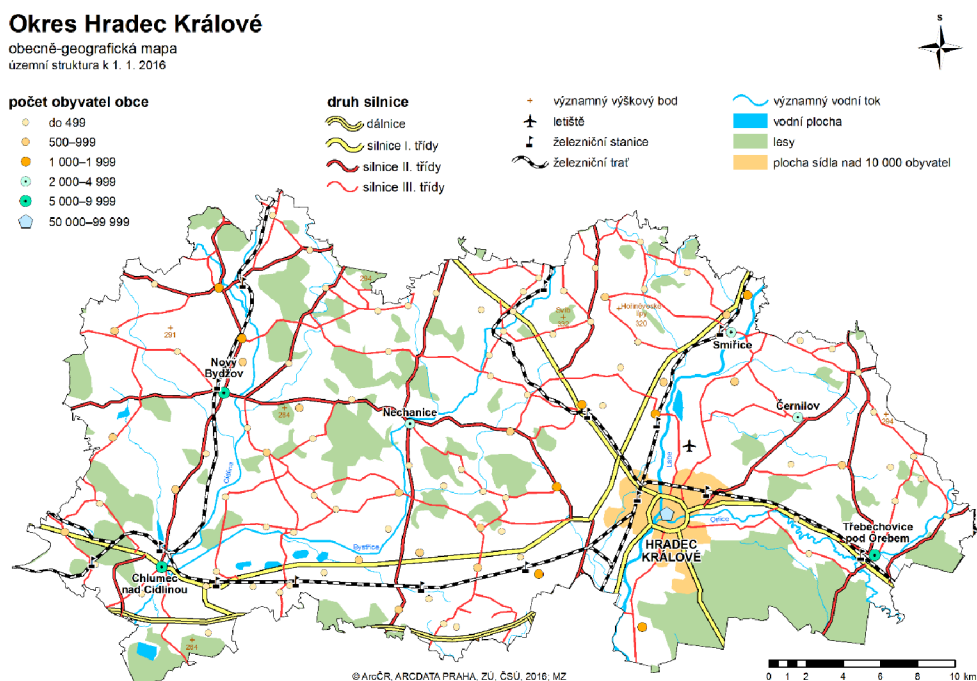 Okres Hradec Králové
obecně-geografická mapa
územní struktura k 1. 1. 2016
S
počet obyvatel obce
do 499
500–999
1 000–1 999
2 000–4 999
5 000–9 999
50 000–99 999
druh silnice
dálnice
silnice I. třídy
silnice II. třídy
silnice III. třídy
významný výškový bod
letiště
železniční stanice
železniční trať
významný vodní tok
vodní plocha
lesy
plocha sídla nad 10 000 obyvatel
294
291
320
Smiřice
Nový
Bydžov
284
Nechanice
Černilov
294
Cidlina
Labe
Bystřice
Orlice
HRADEC
KRÁLOVÉ
Třebechovice
pod Orebem
Chlumec
nad Cidlinou
284
0 1 2 4 6 8 10 km
© ArcČR, ARCDATA PRAHA, ZÚ, ČSÚ, 2016; MZ